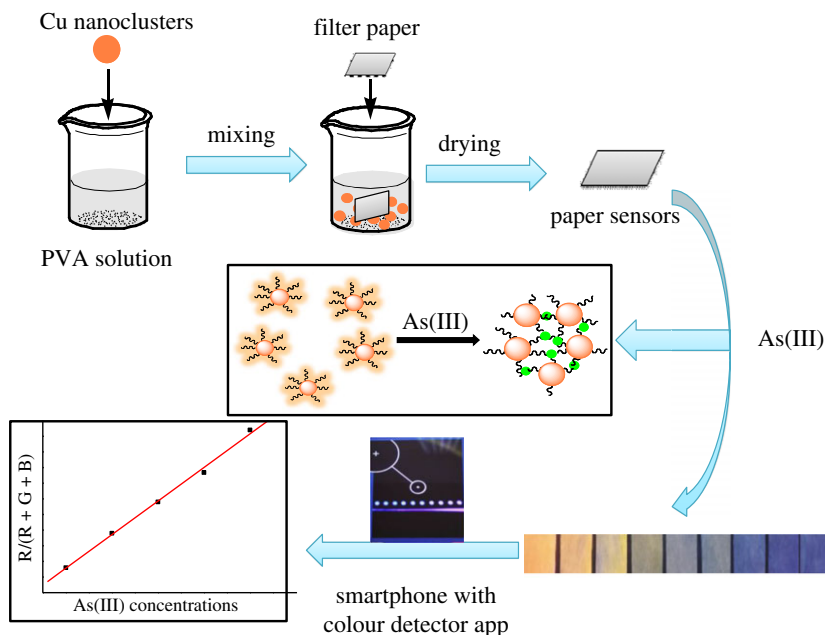 Cu nanoclusters
filter paper
mixing
drying
PVA solution
paper sensors
As(III)
As(III)
R/(R + G + B)
As(III) concentrations
smartphone with
colour detector app